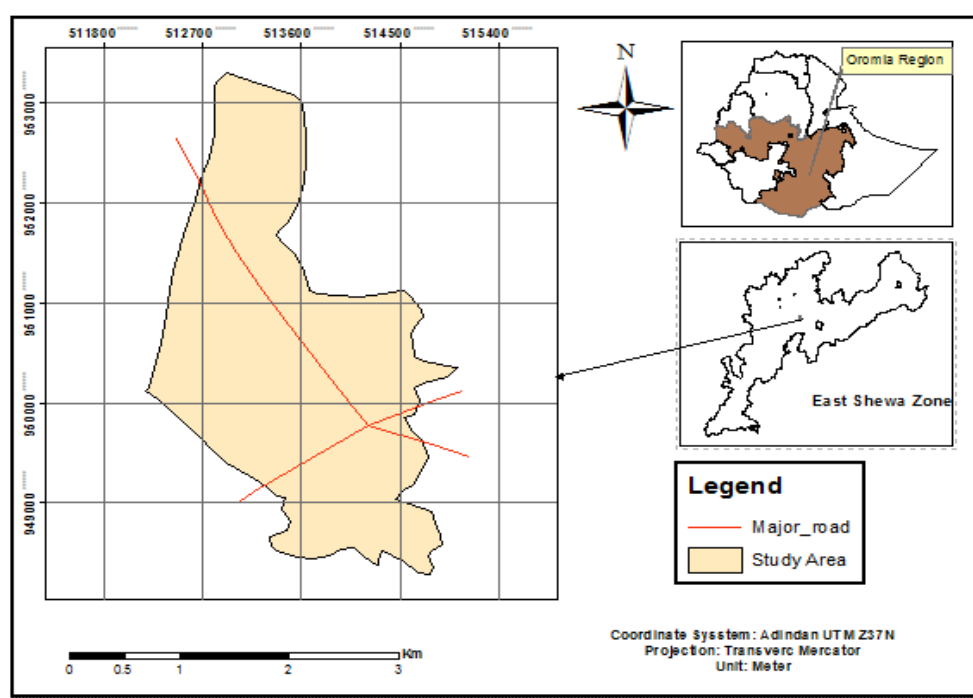 511800 512700 513600 514500 515400
963000
962000
961000
960000
949000
N
Oromia Region
East Shewa Zone
Legend
Major_road
Study Area
Km
0 0.5 1 2 3
Coordinate Sysstem: Adindan UTM Z37N
Projection: Transverc Mercator
Unit: Meter